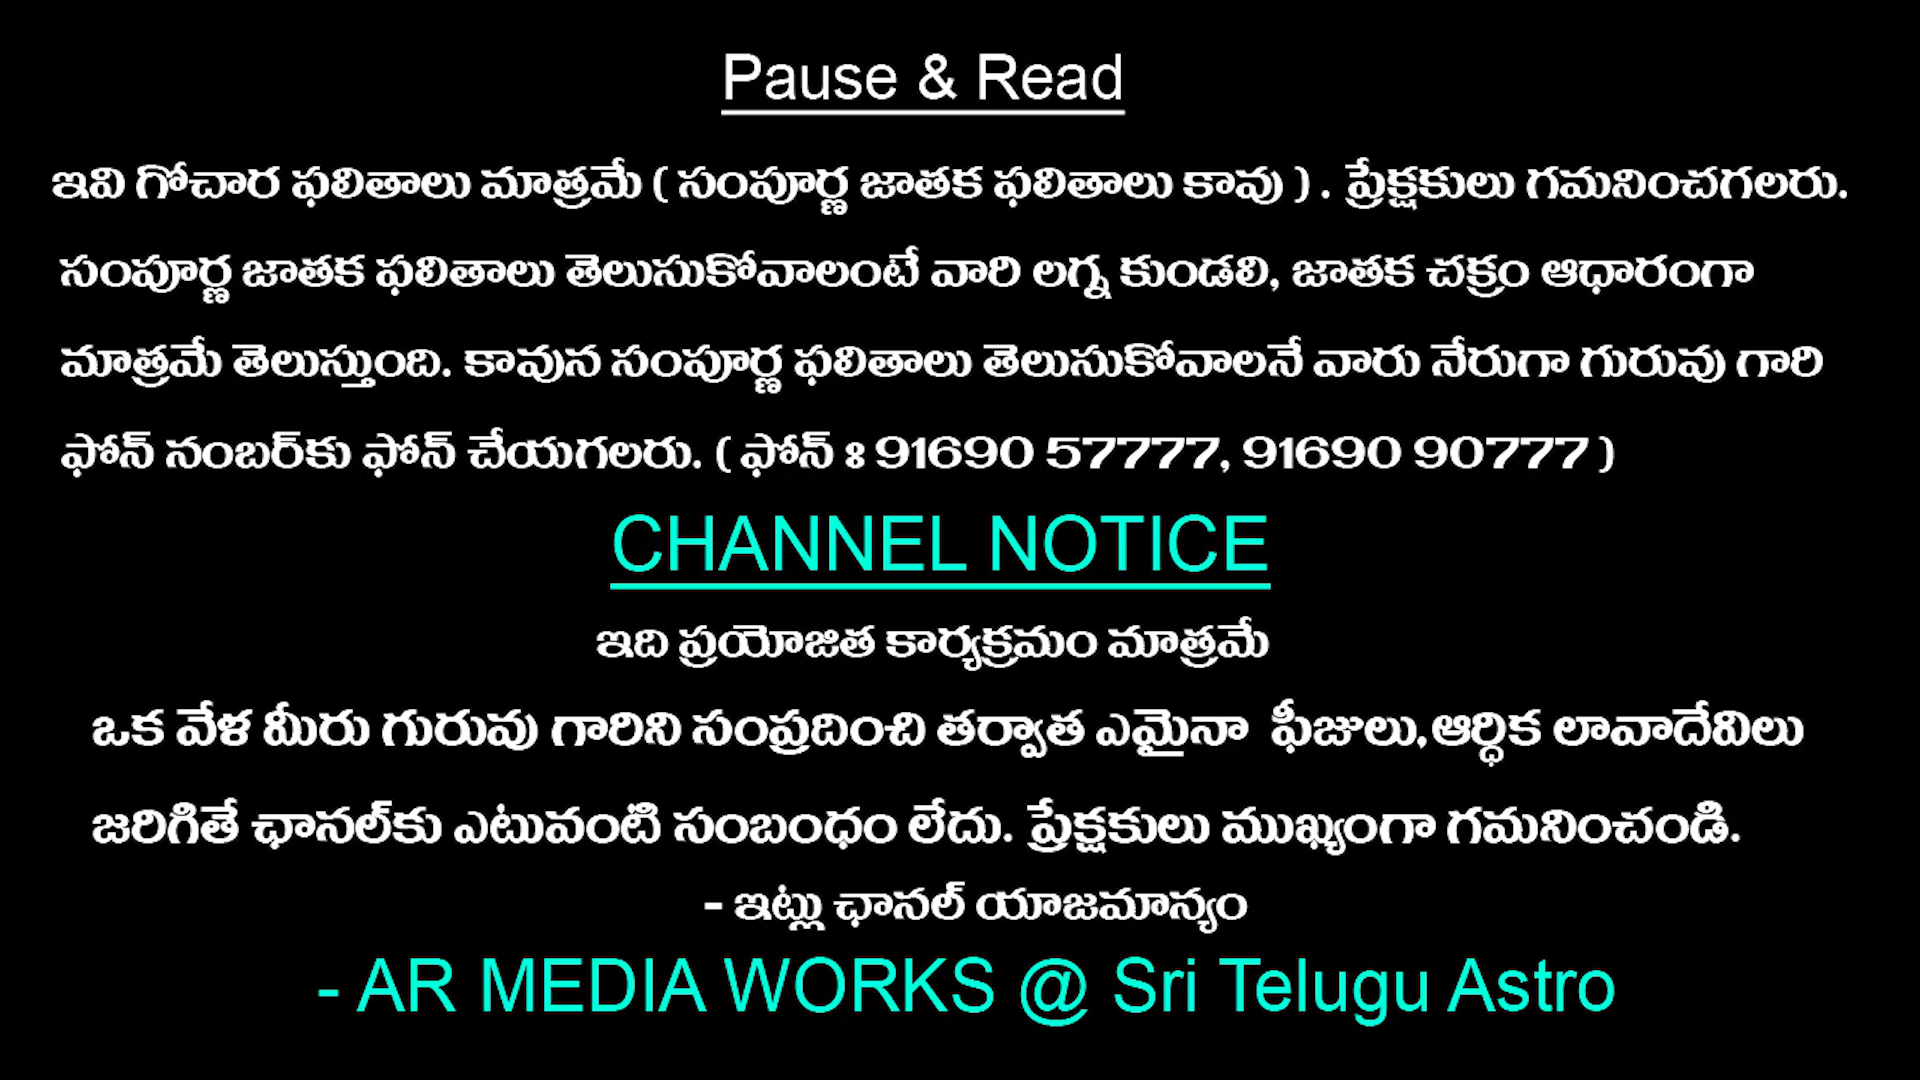 Pause & Read
ఇవి గోచార ఫలితాలు మాత్రమే ( సంపూర్ణ జాతక ఫలితాలు కావు ) . ప్రేక్షకులు గమనించగలరు.
సంపూర్ణ జాతక ఫలితాలు తెలుసుకోవాలంటే వారి లగ్న కుండలి, జాతక చక్రం ఆధారంగా
మాత్రమే తెలుస్తుంది. కావున సంపూర్ణ ఫలితాలు తెలుసుకోవాలనే వారు నేరుగా గురువు గారి
ఫోన్ నంబర్‌కు ఫోన్ చేయగలరు. ( ఫోన్ ః 91690 57777, 91690 90777 )
CHANNEL NOTICE
ఇది ప్రయోజిత కార్యక్రమం మాత్రమే
ఒక వేళ మీరు గురువు గారిని సంప్రదించి తర్వాత ఎమైనా ఫీజులు,ఆర్ధిక లావాదేవిలు
జరిగితే ఛానల్‌కు ఎటువంటి సంబంధం లేదు. ప్రేక్షకులు ముఖ్యంగా గమనించండి.
- ఇట్లు ఛానల్ యాజమాన్యం
- AR MEDIA WORKS @ Sri Telugu Astro